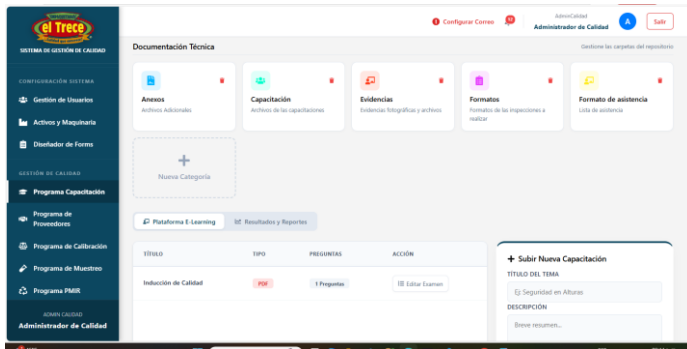 el Trece
SISTEMA DE GESTIÓN DE CALIDAD
Configurar Correo
AdminCalidad
Administrador de Calidad
A
Salir
Documentación Técnica
Gestione las carpetas del repositorio
CONFIGURACIÓN SISTEMA
Gestión de Usuarios
Activos y Maquinaria
Diseñador de Forms
GESTIÓN DE CALIDAD
Programa Capacitación
Programa de
Proveedores
Programa de Calibración
Programa de Muestreo
Programa PMIR
ADMIN CALIDAD
Administrador de Calidad
Anexos
Archivos Adicionales
Capacitación
Archivos de las capacitaciones
Evidencias
Evidencias fotográficas y archivos
Formatos
Formatos de las inspecciones a
realizar
Formato de asistencia
Lista de asistencia
Nueva Categoría
Plataforma E-Learning
Resultados y Reportes
TÍTULO TIPO PREGUNTAS ACCIÓN
Inducción de Calidad PDF 1 Preguntas Editar Examen
+ Subir Nueva Capacitación
TÍTULO DEL TEMA
Ej: Seguridad en Alturas
DESCRIPCIÓN
Breve resumen...